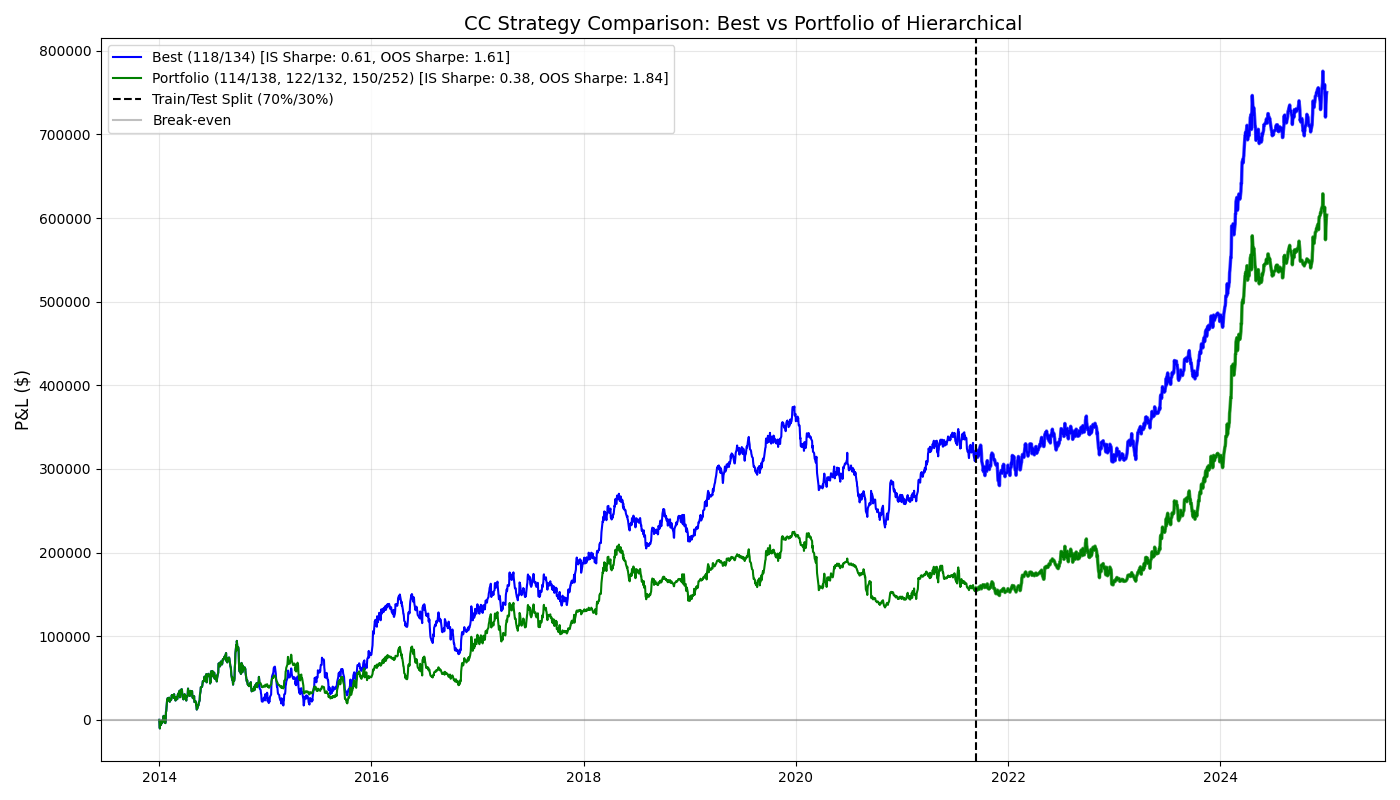 CC Strategy Comparison: Best vs Portfolio of Hierarchical
Best (118/134) [IS Sharpe: 0.61, OOS Sharpe: 1.61]
Portfolio (114/138, 122/132, 150/252) [IS Sharpe: 0.38, OOS Sharpe: 1.84]
Train/Test Split (70%/30%)
Break-even
P&L ($)
800000
700000
600000
500000
400000
300000
200000
100000
0
2014 2016 2018 2020 2022 2024